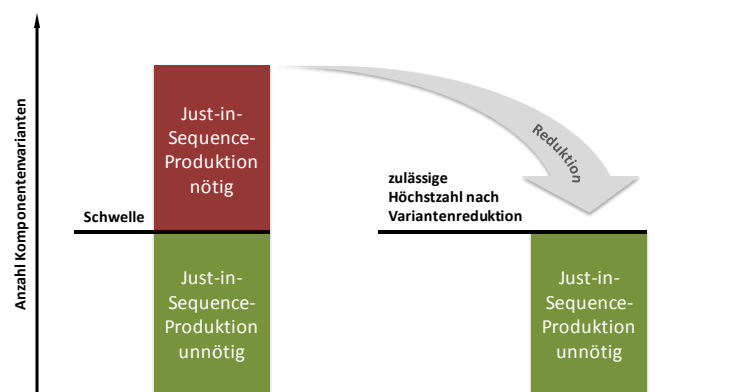 Anzahl Komponentenvarianten
Just-in-
Sequence-
Produktion
nötig
Schwelle
Just-in-
Sequence-
Produktion
unnötig
Reduktion
zulässige
Höchstzahl nach
Variantenreduktion
Just-in-
Sequence-
Produktion
unnötig